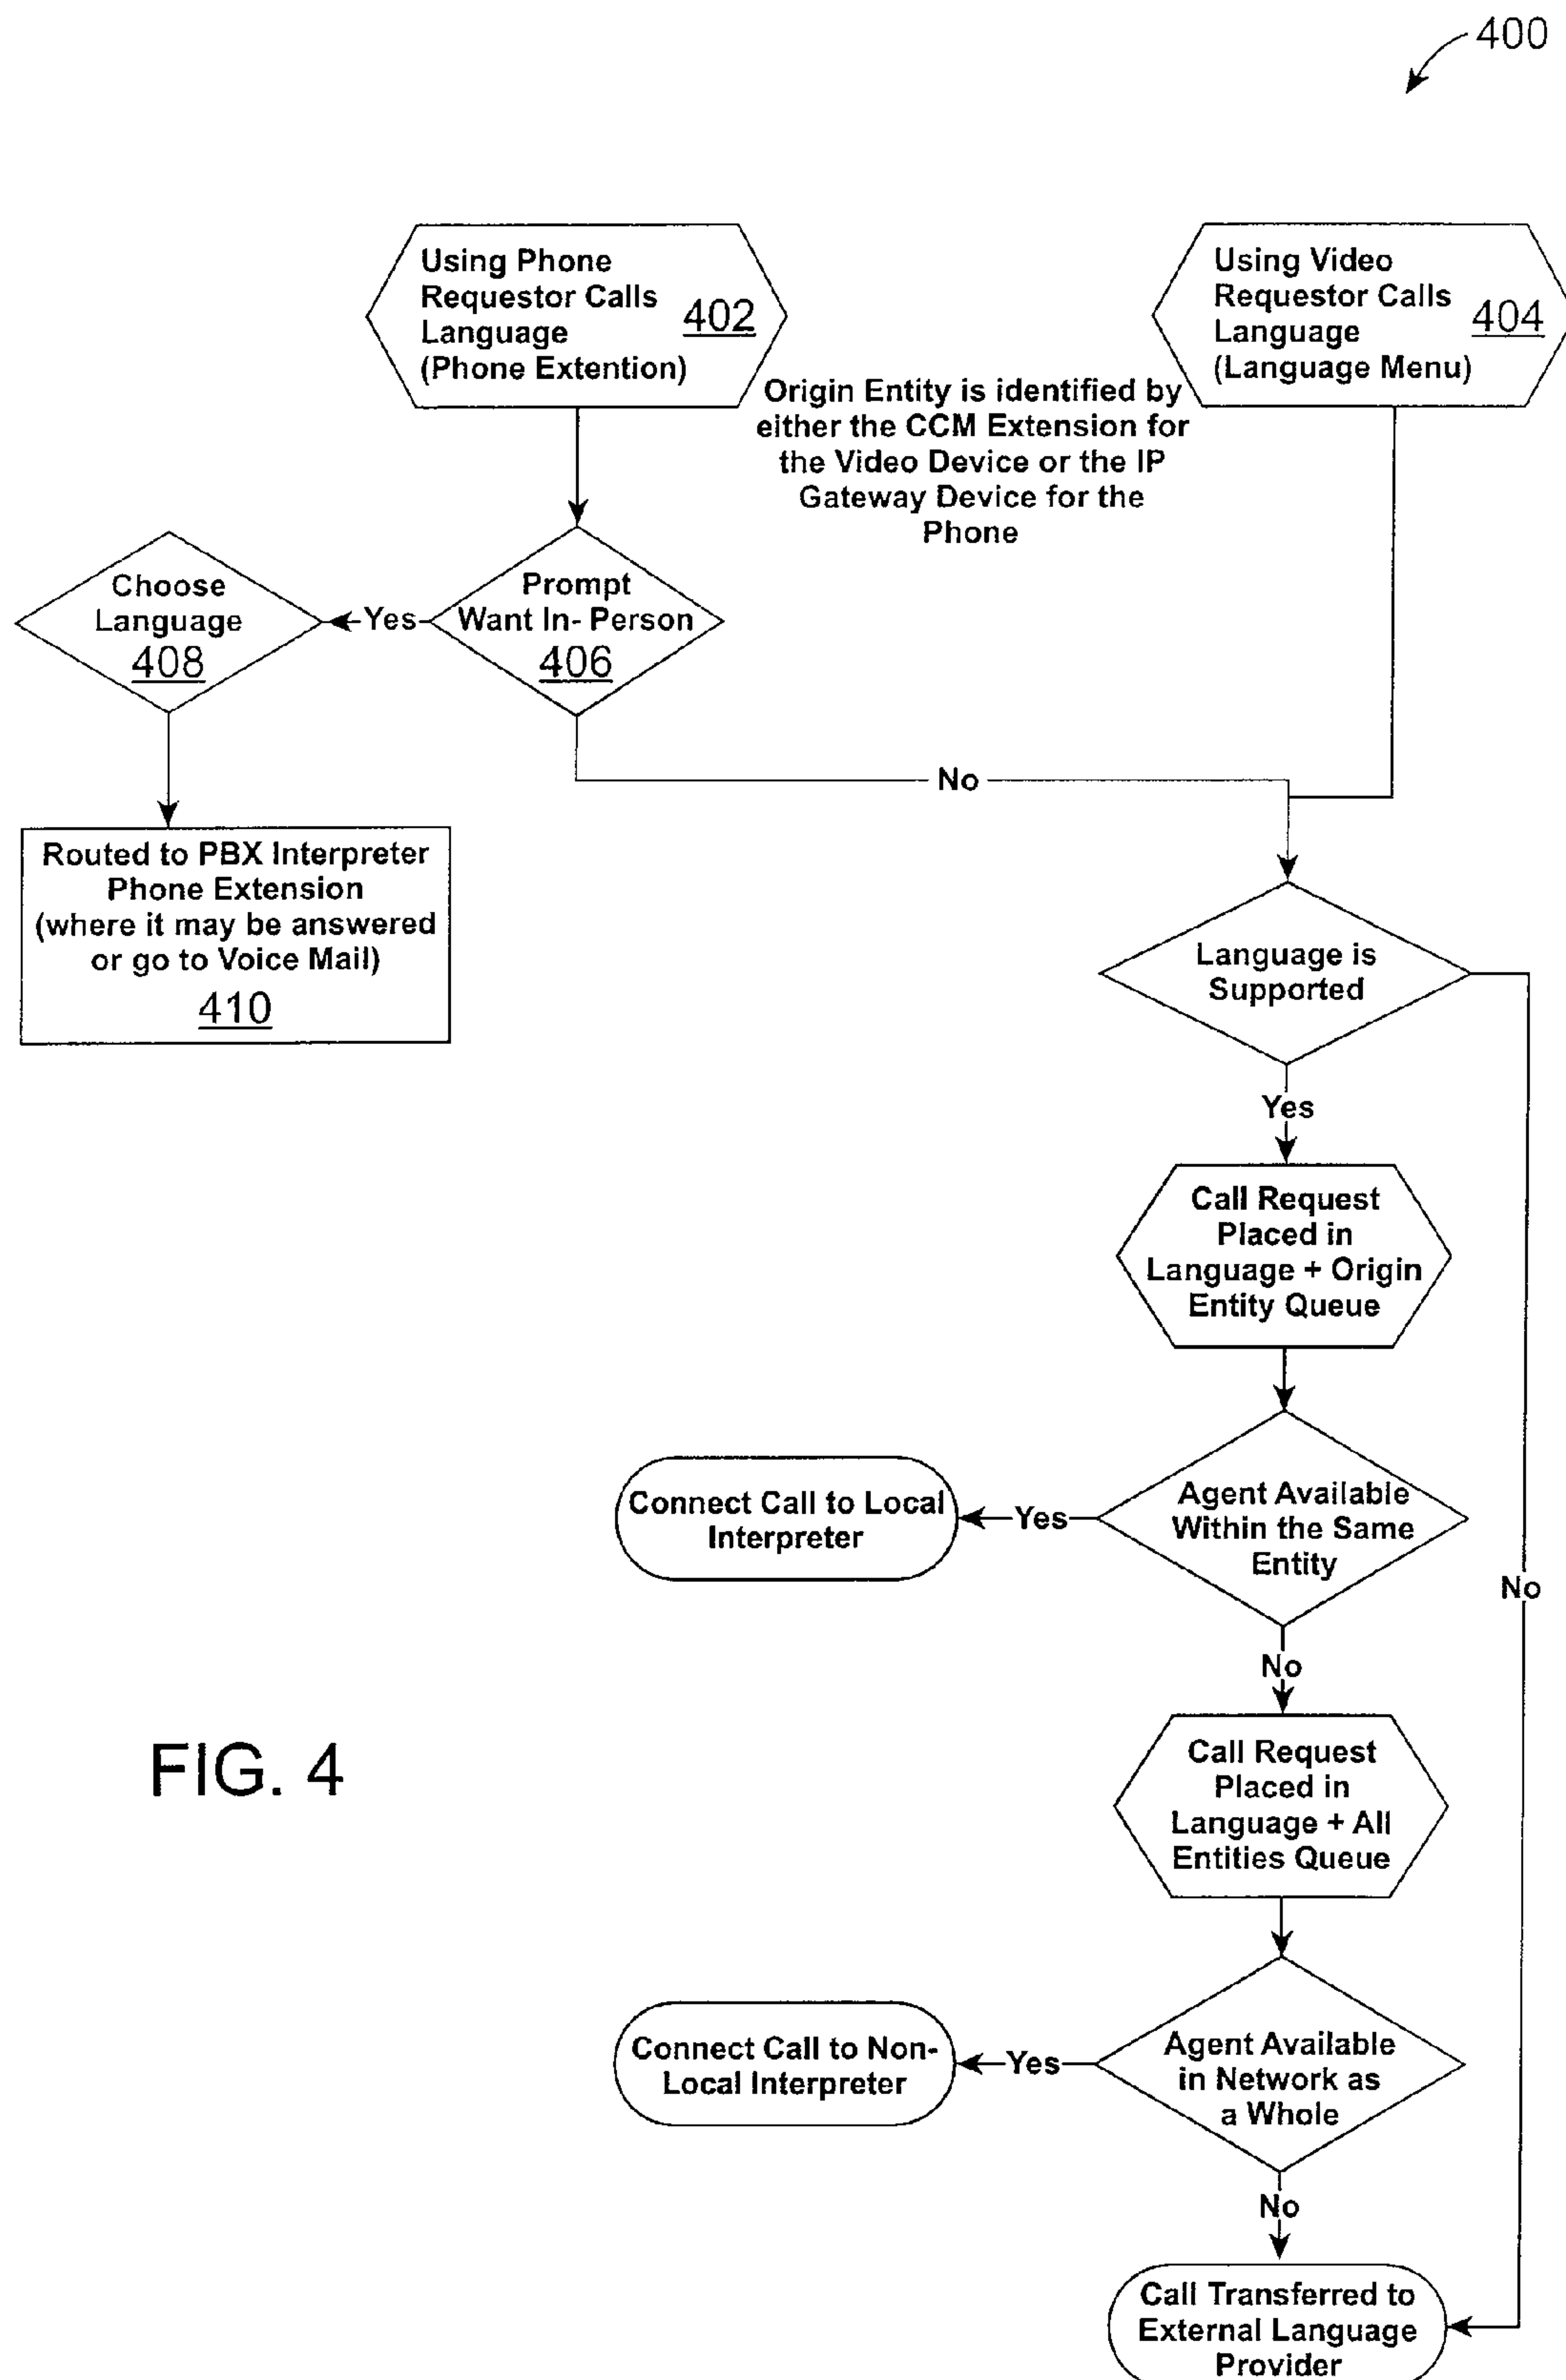 400
Using Phone
Requestor Calls
Language
(Phone Extention)
402
Using Video
Requestor Calls
Language
(Language Menu)
404
Origin Entity is identified by
either the CCM Extension for
the Video Device or the IP
Gateway Device for the
Phone
Choose
Language
408
Yes
Prompt
Want In- Person
406
No
Routed to PBX Interpreter
Phone Extension
(where it may be answered
or go to Voice Mail)
410
Language is
Supported
Yes
Call Request
Placed in
Language + Origin
Entity Queue
Connect Call to Local
Interpreter
Yes
Agent Available
Within the Same
Entity
No
No
Call Request
Placed in
Language + All
Entities Queue
FIG. 4
Connect Call to Non-
Local Interpreter
Yes
Agent Available
in Network as
a Whole
No
Call Transferred to
External Language
Provider